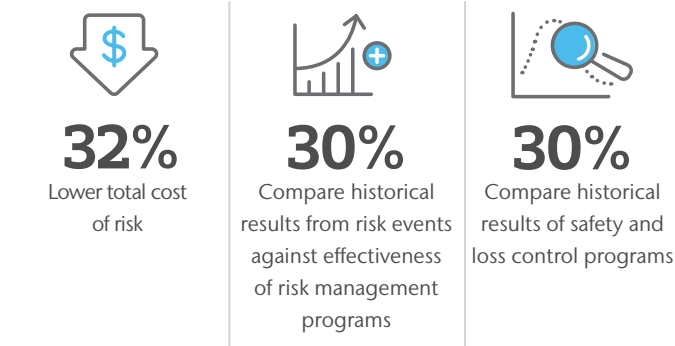 $
32%
Lower total cost
of risk
30%
Compare historical
results from risk events
against effectiveness
of risk management
programs
30%
Compare historical
results of safety and
loss control programs